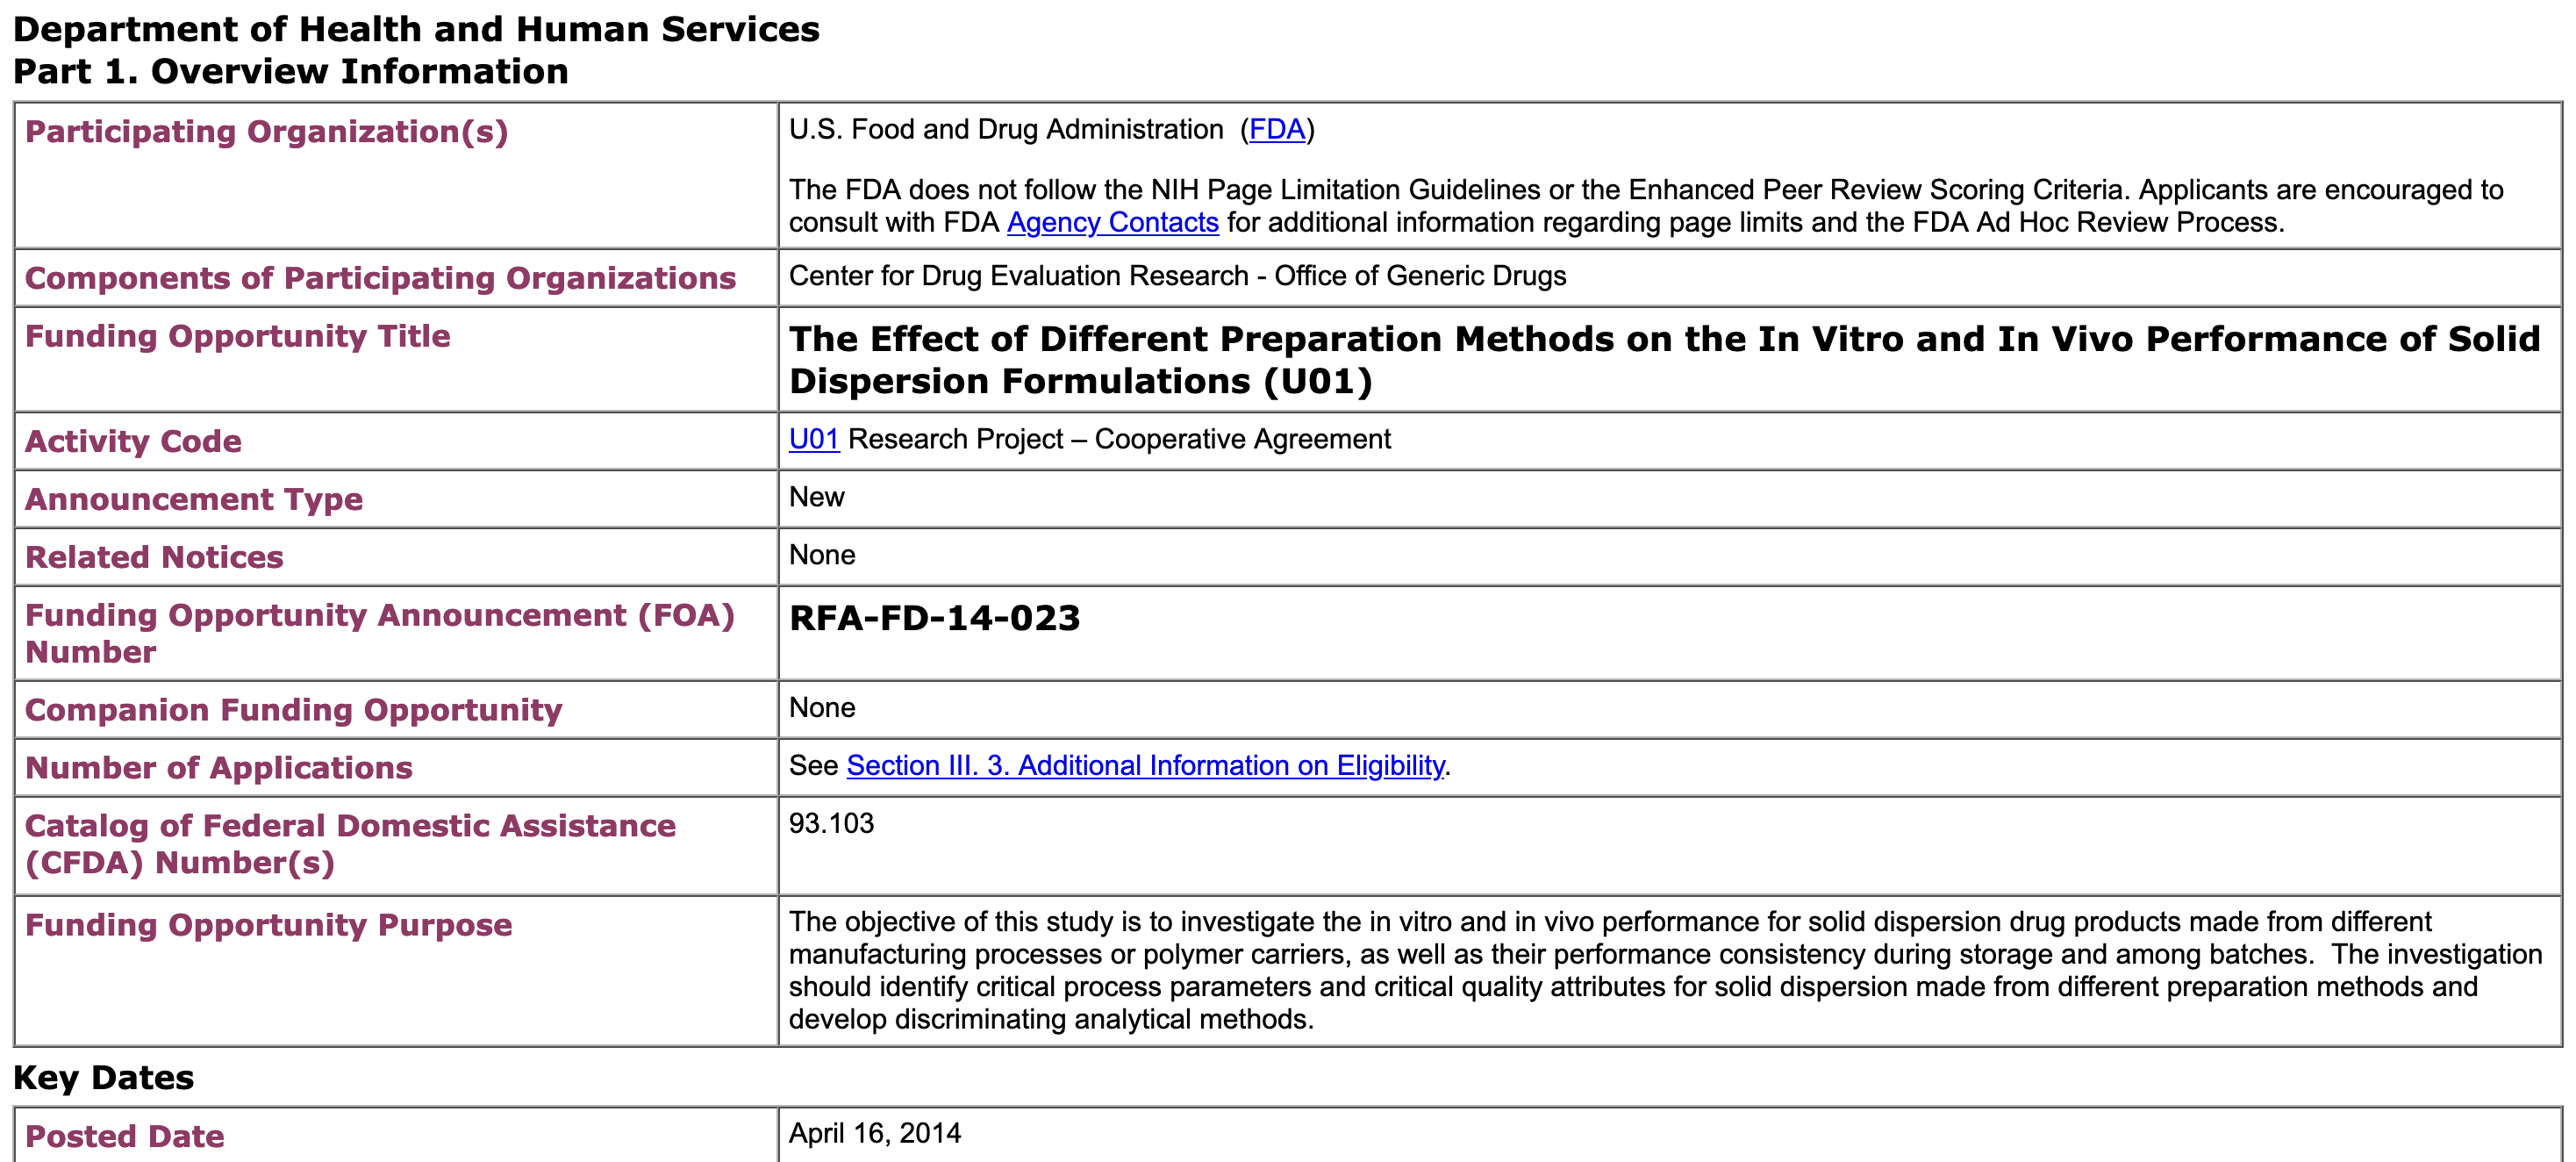 Department of Health and Human Services
Part 1. Overview Information
Participating Organization(s)
U.S. Food and Drug Administration  (FDA)
The FDA does not follow the NIH Page Limitation Guidelines or the Enhanced Peer Review Scoring Criteria. Applicants are encouraged to
consult with FDA Agency Contacts for additional information regarding page limits and the FDA Ad Hoc Review Process.
Components of Participating Organizations
Center for Drug Evaluation Research - Office of Generic Drugs
Funding Opportunity Title
The Effect of Different Preparation Methods on the In Vitro and In Vivo Performance of Solid
Dispersion Formulations (U01)
Activity Code
U01 Research Project – Cooperative Agreement
Announcement Type
New
Related Notices
None
Funding Opportunity Announcement (FOA)
Number
RFA-FD-14-023
Companion Funding Opportunity
None
Number of Applications
See Section III. 3. Additional Information on Eligibility.
Catalog of Federal Domestic Assistance
(CFDA) Number(s)
93.103
Funding Opportunity Purpose
The objective of this study is to investigate the in vitro and in vivo performance for solid dispersion drug products made from different
manufacturing processes or polymer carriers, as well as their performance consistency during storage and among batches.  The investigation
should identify critical process parameters and critical quality attributes for solid dispersion made from different preparation methods and
develop discriminating analytical methods.
Key Dates
Posted Date
April 16, 2014